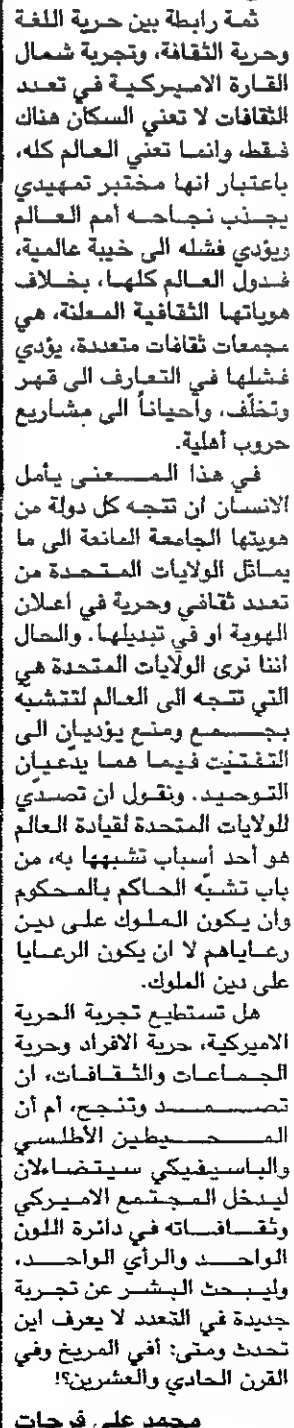 ثمة رابطة بين حرية اللغة
وحرية الثقافة، وتجربة شمال
القارة الاميركية في تعدد
الثقافات لا تعني السكان هناك
فقط، وانما تعني العالم كله،
باعتبار انها مختبر تمهيدي
يجذب نجاحه أمم العالم
ويؤدي فشله الى خيبة عالمية،
فدول العالم كلها، بخلاف
هوياتها الثقافية المعلنة، هي
مجمعات ثقافات متعددة، يؤدي
فشلها في التعارف الى قهر
وتخلّف، وأحياناً الى مشاريع
حروب أهلية.
في هذا المعنى يأمل
الانسان ان تتجه كل دولة من
هويتها الجامعة المانعة الى ما
يماثل الولايات المتحدة من
تعدد ثقافي وحرية في اعلان
الهوية او في تبديلها. والحال
اننا نرى الولايات المتحدة هي
التي تتجه الى العالم لتتشبه
بجمع ومنع يؤديان الى
التفتيت فيما هما يدّعيان
التوحيد. ونقول ان تصدّي
الولايات المتحدة لقيادة العالم
هو أحد أسباب تشبهها به، من
باب تشبّه الحاكم بالمحكوم
وان يكون الملوك على دين
رعاياهم لا ان يكون الرعايا
على دين الملوك.
هل تستطيع تجربة الحرية
الاميركية، حرية الافراد وحرية
الجماعات والثقافات، ان
تصمد وتنجح، أم أن
المحيطين الأطلسي
والباسيفيكي سيتضاءلان
ليدخل المجتمع الاميركي
وثقافاته في دائرة اللون
الواحد والرأي الواحد،
وليبحث البشر عن تجربة
جديدة في التعدد لا يعرف اين
تحدث ومتى: أفي المريخ وفي
القرن الحادي والعشرين؟!
محمد علي فرحات